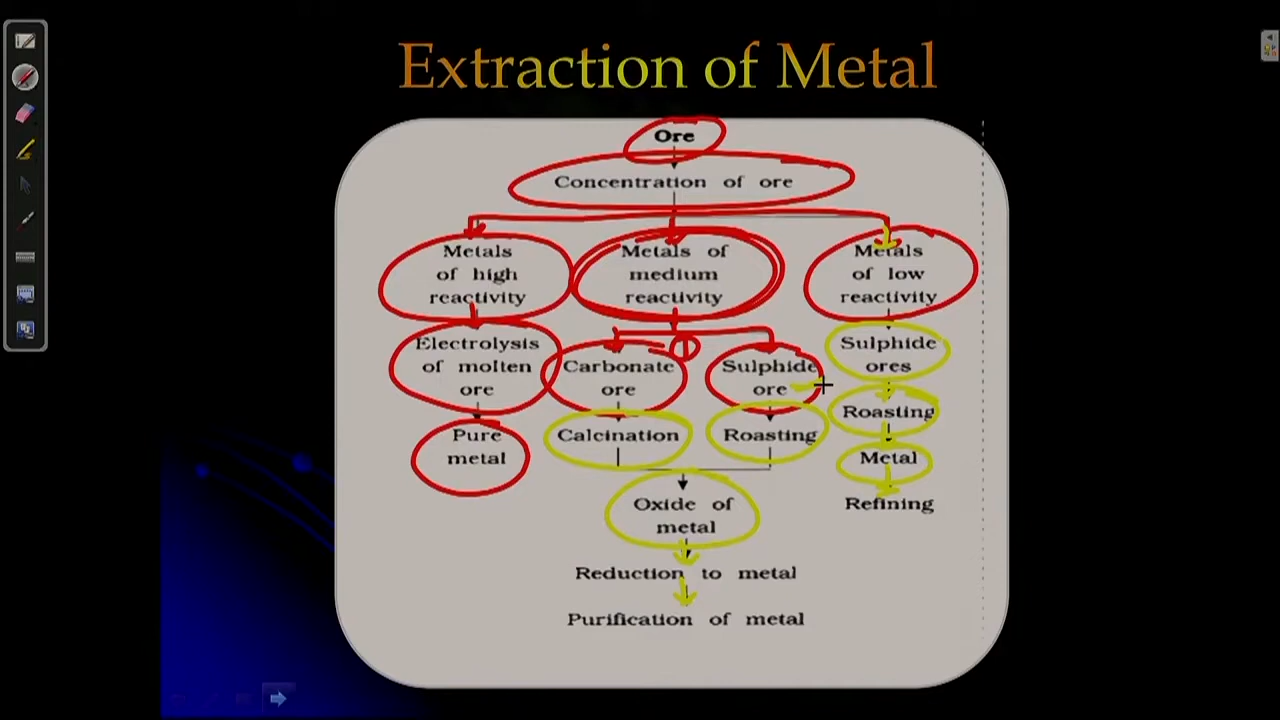 Extraction of Metal
Ore
Concentration of ore
Metals
of high
reactivity
Metals of
medium
reactivity
Metals
of low
reactivity
Electrolysis
of molten
ore
Carbonate
ore
Sulphide
ore
Sulphide
ores
Pure
metal
Calcination
Roasting
Roasting
Metal
Refining
Oxide of
metal
Reduction to metal
Purification of metal